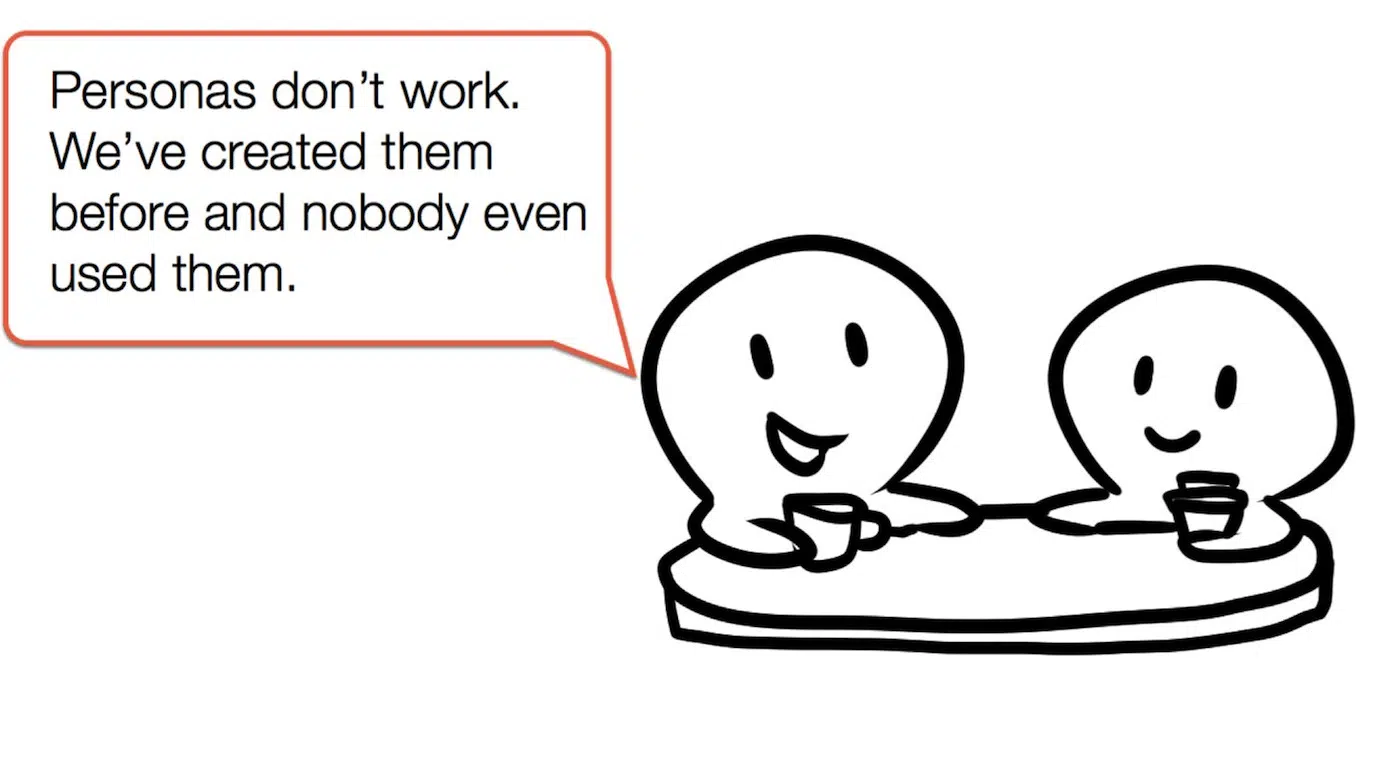 Personas don’t work.
We’ve created them
before and nobody even
used them.